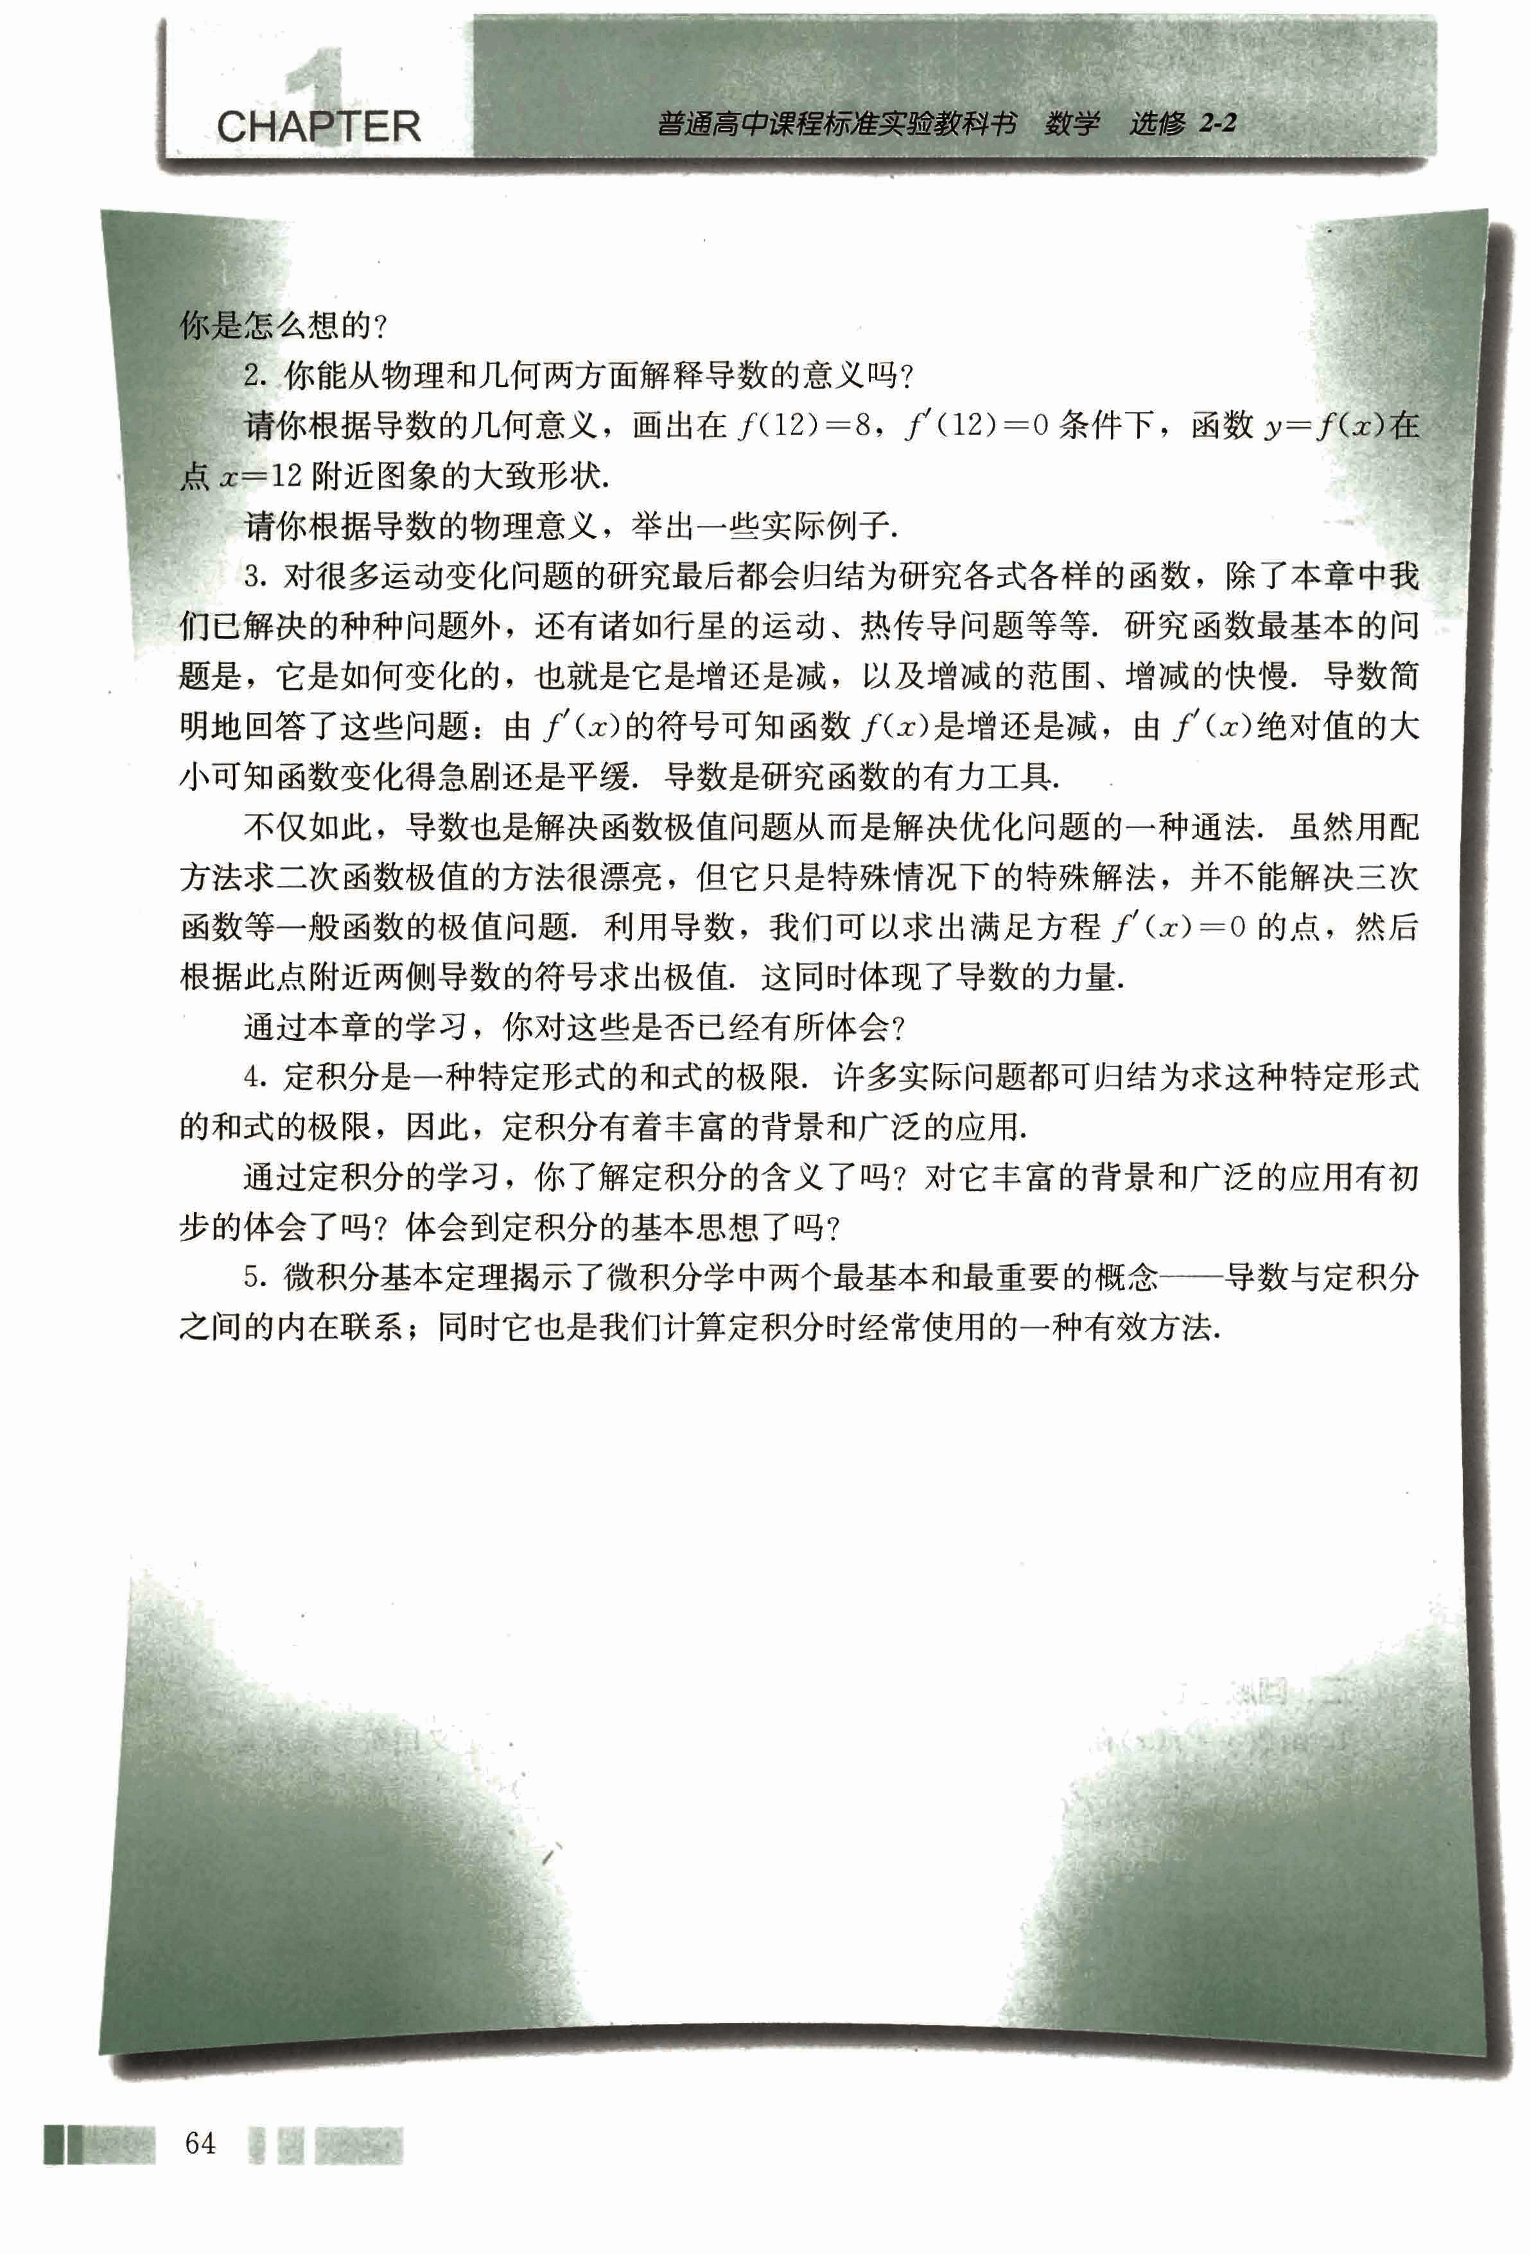 1
CHAPTER
普通高中课程标准实验教科书 数学 选修 2-2
你是怎么想的？
2. 你能从物理和几何两方面解释导数的意义吗？
请你根据导数的几何意义，画出在 f(12)=8，f′(12)=0 条件下，函数 y=f(x)在
点 x=12 附近图象的大致形状.
请你根据导数的物理意义，举出一些实际例子.
3. 对很多运动变化问题的研究最后都会归结为研究各式各样的函数，除了本章中我
们已解决的种种问题外，还有诸如行星的运动、热传导问题等等. 研究函数最基本的问
题是，它是如何变化的，也就是它是增还是减，以及增减的范围、增减的快慢. 导数简
明地回答了这些问题：由 f′(x)的符号可知函数 f(x)是增还是减，由 f′(x)绝对值的大
小可知函数变化得急剧还是平缓. 导数是研究函数的有力工具.
不仅如此，导数也是解决函数极值问题从而是解决优化问题的一种通法. 虽然用配
方法求二次函数极值的方法很漂亮，但它只是特殊情况下的特殊解法，并不能解决三次
函数等一般函数的极值问题. 利用导数，我们可以求出满足方程 f′(x)=0 的点，然后
根据此点附近两侧导数的符号求出极值. 这同时体现了导数的力量.
通过本章的学习，你对这些是否已经有所体会？
4. 定积分是一种特定形式的和式的极限. 许多实际问题都可归结为求这种特定形式
的和式的极限，因此，定积分有着丰富的背景和广泛的应用.
通过定积分的学习，你了解定积分的含义了吗？对它丰富的背景和广泛的应用有初
步的体会了吗？体会到定积分的基本思想了吗？
5. 微积分基本定理揭示了微积分学中两个最基本和最重要的概念——导数与定积分
之间的内在联系；同时它也是我们计算定积分时经常使用的一种有效方法.
64